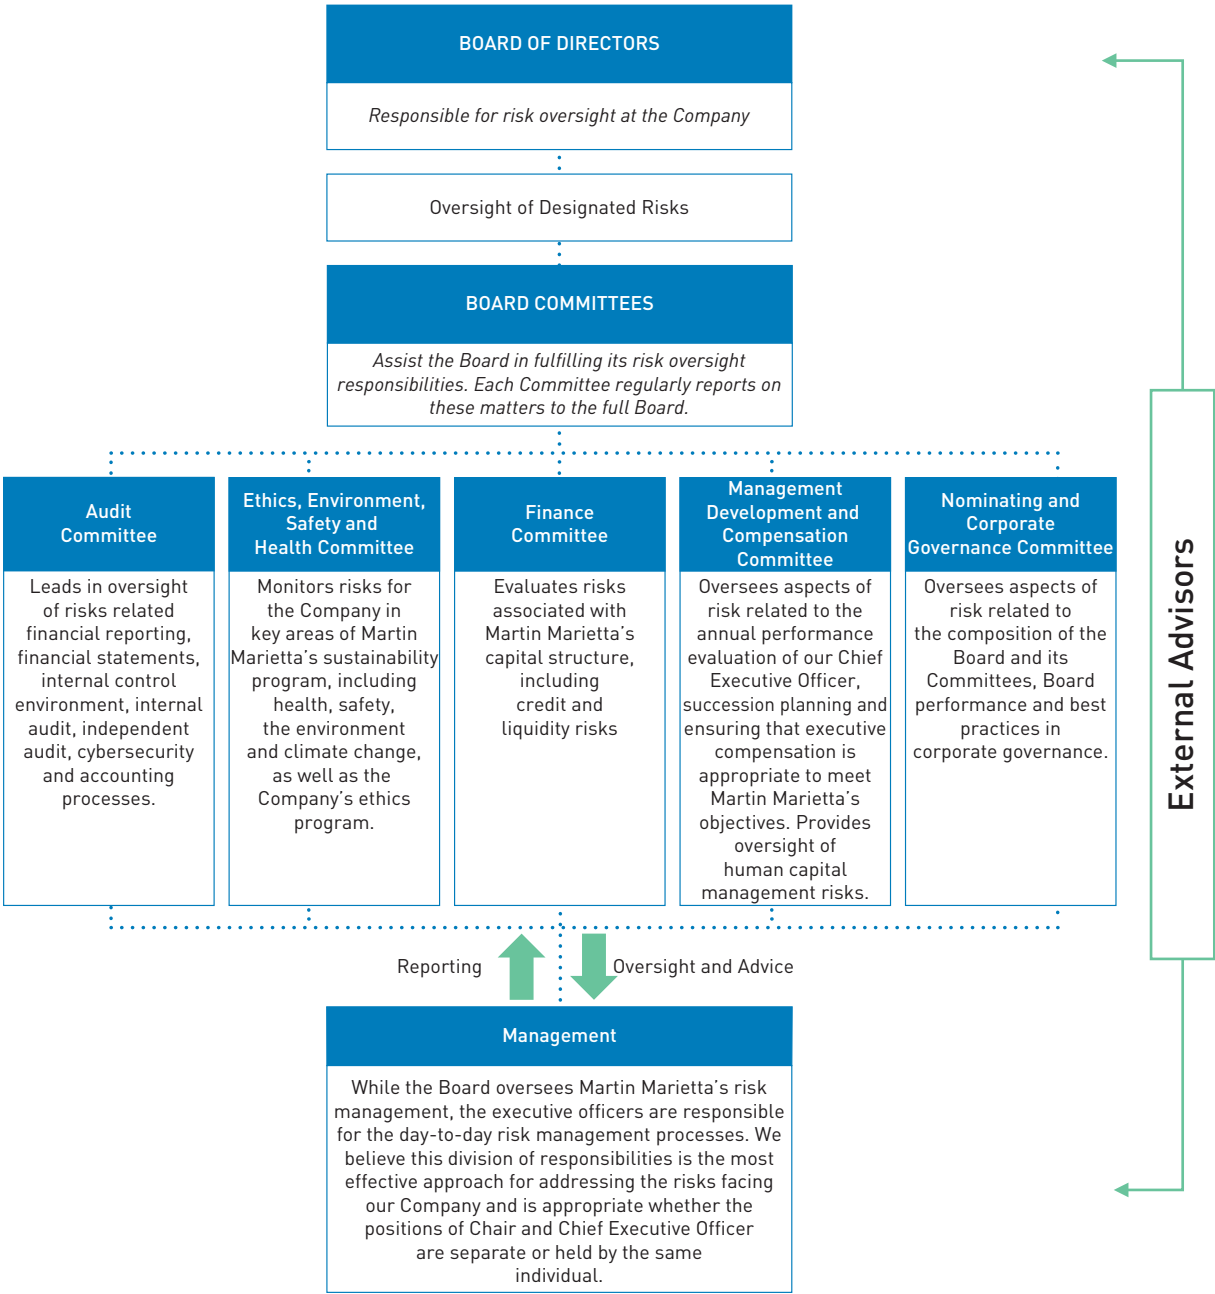 BOARD OF DIRECTORS
Responsible for risk oversight at the Company
Oversight of Designated Risks
BOARD COMMITTEES
Assist the Board in fulfilling its risk oversight
responsibilities. Each Committee regularly reports on
these matters to the full Board.
Audit
Committee
Leads in oversight
of risks related
financial reporting,
financial statements,
internal control
environment, internal
audit, independent
audit, cybersecurity
and accounting
processes.
Ethics, Environment,
Safety and
Health Committee
Monitors risks for
the Company in
key areas of Martin
Marietta’s sustainability
program, including
health, safety,
the environment
and climate change,
as well as the
Company’s ethics
program.
Finance
Committee
Evaluates risks
associated with
Martin Marietta’s
capital structure,
including
credit and
liquidity risks
Management
Development and
Compensation
Committee
Oversees aspects of
risk related to the
annual performance
evaluation of our Chief
Executive Officer,
succession planning and
ensuring that executive
compensation is
appropriate to meet
Martin Marietta’s
objectives. Provides
oversight of
human capital
management risks.
Nominating and
Corporate
Governance Committee
Oversees aspects of
risk related to
the composition of the
Board and its
Committees, Board
performance and best
practices in
corporate governance.
External Advisors
Reporting
Oversight and Advice
Management
While the Board oversees Martin Marietta’s risk
management, the executive officers are responsible
for the day-to-day risk management processes. We
believe this division of responsibilities is the most
effective approach for addressing the risks facing
our Company and is appropriate whether the
positions of Chair and Chief Executive Officer
are separate or held by the same
individual.